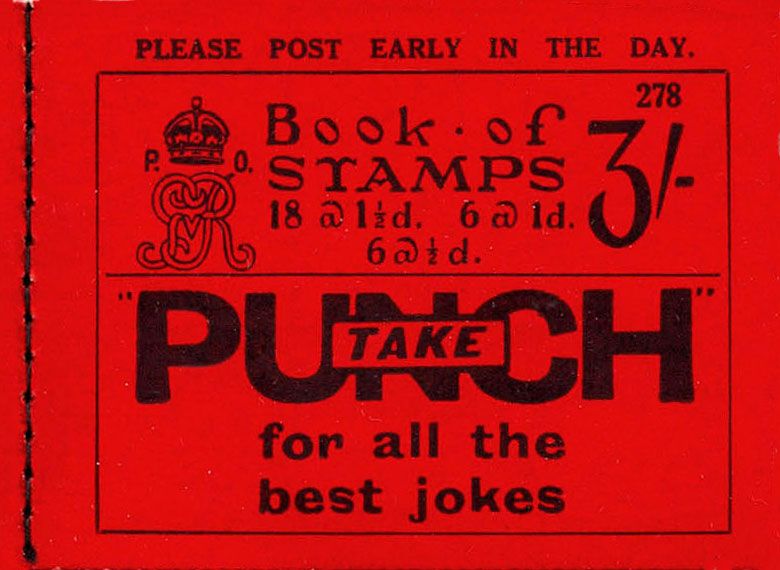 PLEASE POST EARLY IN THE DAY.
278
P. O.
Book · of
STAMPS
3/-
18 @ 1½d. 6 @ 1d.
6 @ ½d.
"PUNCH"
TAKE
for all the
best jokes